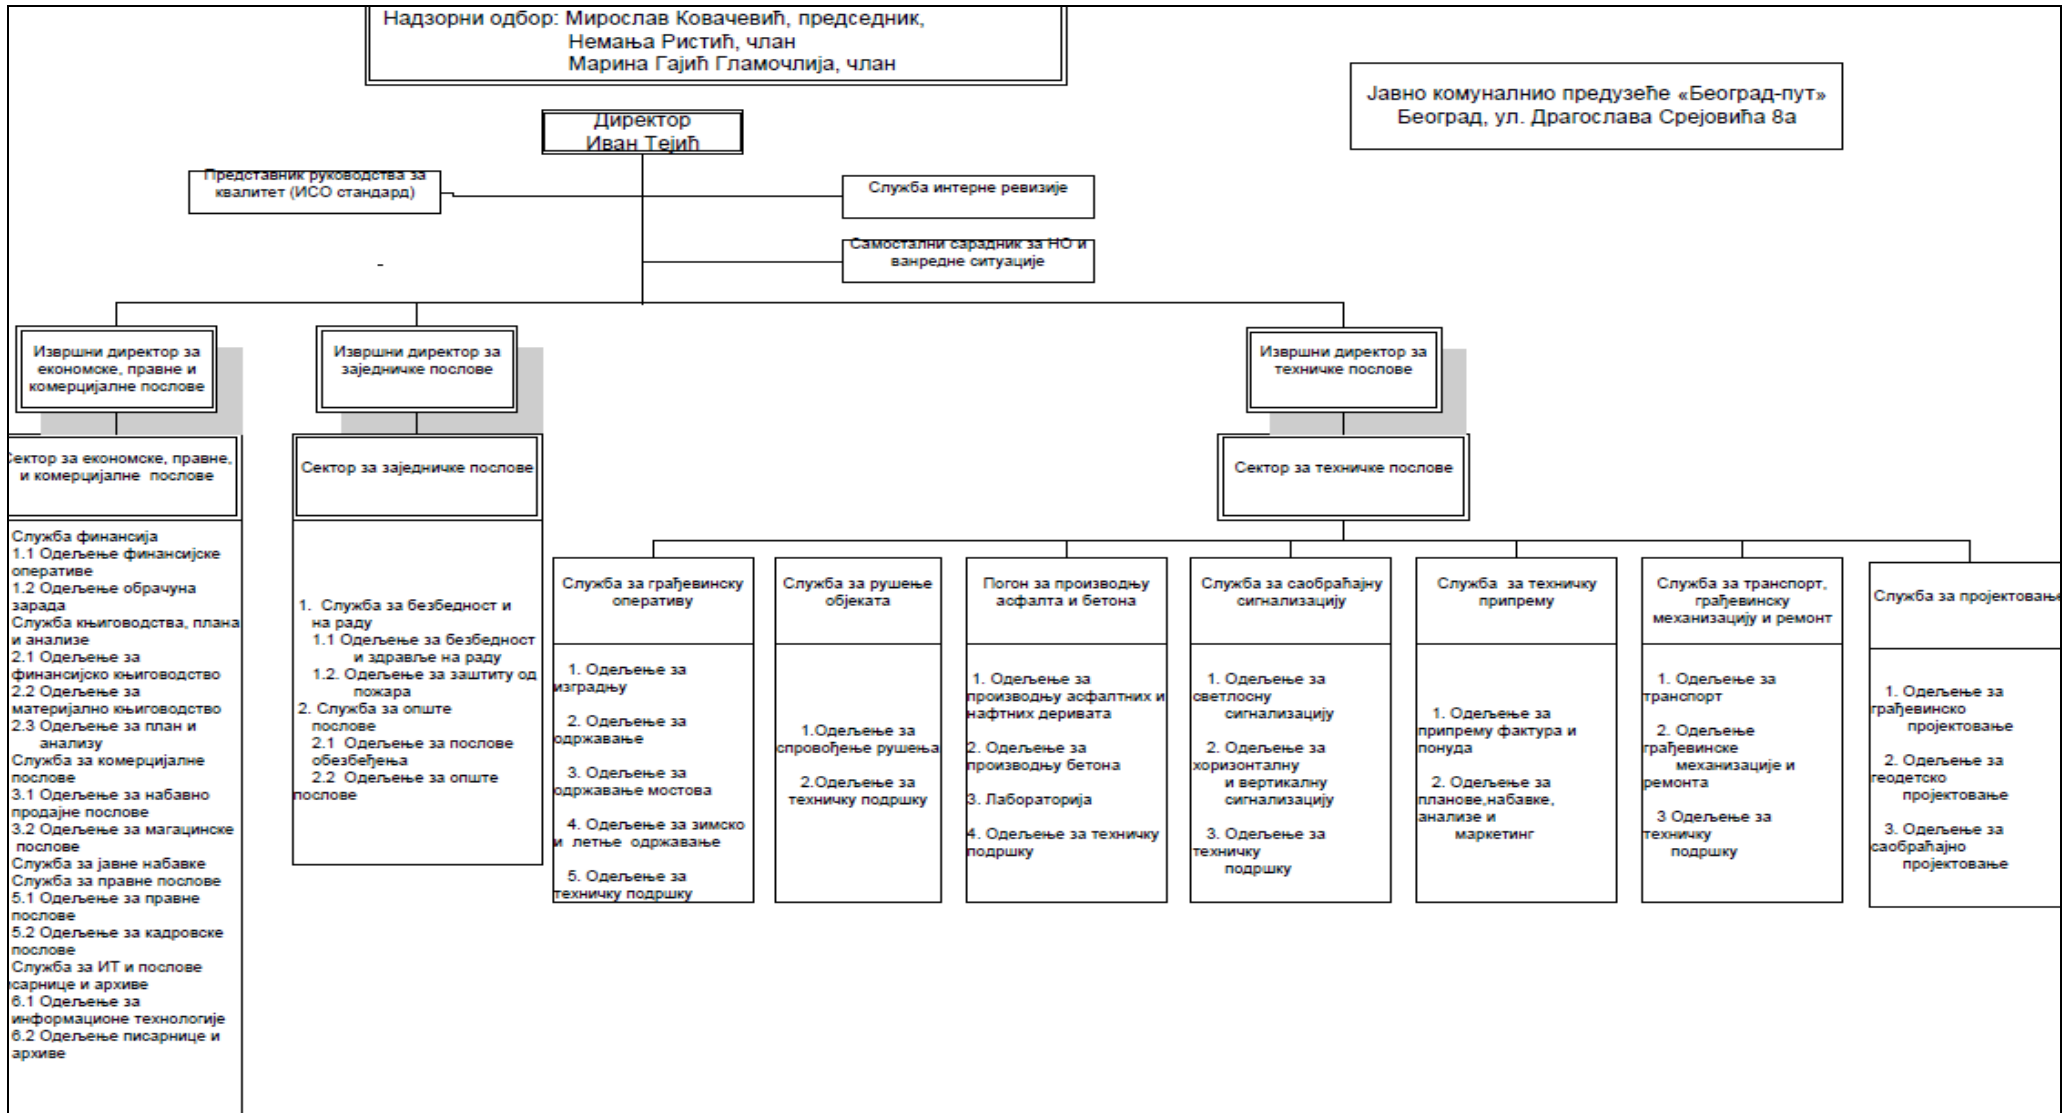 Надзорни одбор: Мирослав Ковачевић, председник,
Немања Ристић, члан
Марина Гајић Гламочлија, члан
Јавно комуналнио предузеће «Београд-пут»
Београд, ул. Драгослава Срејовића 8а
Директор
Иван Тејић
Представник руководства за
квалитет (ИСО стандард)
Служба интерне ревизије
Самостални сарадник за НО и
ванредне ситуације
-
Извршни директор за
економске, правне и
комерцијалне послове
Извршни директор за
заједничке послове
Извршни директор за
техничке послове
Сектор за економске, правне,
и комерцијалне послове
Сектор за заједничке послове
Сектор за техничке послове
Служба финансија
1.1 Одељење финансијске
оперативе
1.2 Одељење обрачуна
зарада
Служба књиговодства, плана
и анализе
2.1 Одељење за
финансијско књиговодство
2.2 Одељење за
материјално књиговодство
2.3 Одељење за план и
анализу
Служба за комерцијалне
послове
3.1 Одељење за набавно
продајне послове
3.2 Одељење за магацинске
послове
Служба за јавне набавке
Служба за правне послове
5.1 Одељење за правне
послове
5.2 Одељење за кадровске
послове
Служба за ИТ и послове
писарнице и архиве
6.1 Одељење за
информационе технологије
6.2 Одељење писарнице и
архиве
1. Служба за безбедност и
на раду
1.1 Одељење за безбедност
и здравље на раду
1.2. Одељење за заштиту од
пожара
2. Служба за опште
послове
2.1 Одељење за послове
обезбеђења
2.2 Одељење за опште
послове
Служба за грађевинску
оперативу
1. Одељење за
изградњу
2. Одељење за
одржавање
3. Одељење за
одржавање мостова
4. Одељење за зимско
и летње одржавање
5. Одељење за
техничку подршку
Служба за рушење
објеката
1.Одељење за
спровођење рушења
2.Одељење за
техничку подршку
Погон за производњу
асфалта и бетона
1. Одељење за
производњу асфалтних и
нафтних деривата
2. Одељење за
производњу бетона
3. Лабораторија
4. Одељење за техничку
подршку
Служба за саобраћајну
сигнализацију
1. Одељење за
светлосну
сигнализацију
2. Одељење за
хоризонталну
и вертикалну
сигнализацију
3. Одељење за
техничку
подршку
Служба за техничку
припрему
1. Одељење за
припрему фактура и
понуда
2. Одељење за
планове,набавке,
анализе и
маркетинг
Служба за транспорт,
грађевинску
механизацију и ремонт
1. Одељење за
транспорт
2. Одељење
грађевинске
механизације и
ремонта
3 Одељење за
техничку
подршку
Служба за пројектовање
1. Одељење за
грађевинско
пројектовање
2. Одељење за
геодетско
пројектовање
3. Одељење за
саобраћајно
пројектовање